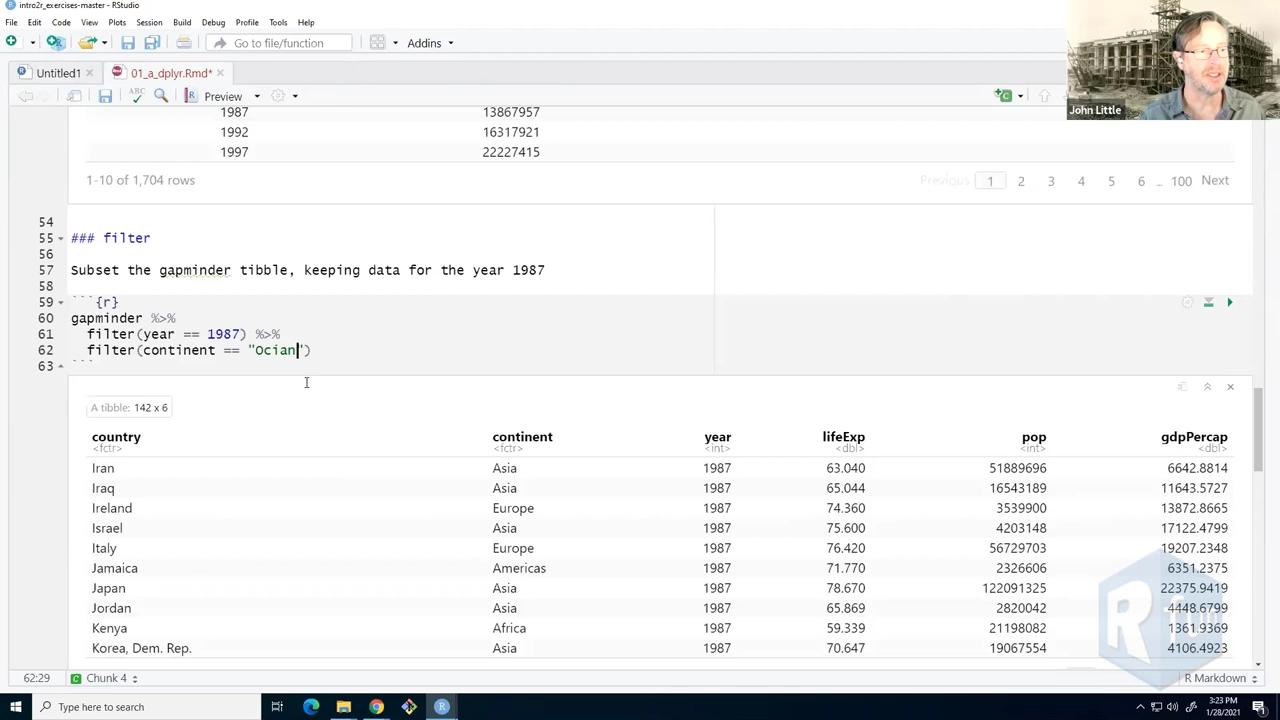 intro2r_exercises-master - RStudio
File Edit Code View Plots Session Build Debug Profile Tools Help
Go to file/function Addins
Untitled1 01_a_dplyr.Rmd*
ABC Preview
John Little
1987 13867957
1992 16317921
1997 22227415
1-10 of 1,704 rows Previous 1 2 3 4 5 6 ... 100 Next
54
55 ### filter
56
57 Subset the gapminder tibble, keeping data for the year 1987
58
59 ```{r}
60 gapminder %>%
61 filter(year == 1987) %>%
62 filter(continent == "Ocian")
63 ```
A tibble: 142 x 6
country continent year lifeExp pop gdpPercap
<fctr> <fctr> <int> <dbl> <int> <dbl>
Iran Asia 1987 63.040 51889696 6642.8814
Iraq Asia 1987 65.044 16543189 11643.5727
Ireland Europe 1987 74.360 3539900 13872.8665
Israel Asia 1987 75.600 4203148 17122.4799
Italy Europe 1987 76.420 56729703 19207.2348
Jamaica Americas 1987 71.770 2326606 6351.2375
Japan Asia 1987 78.670 122091325 22375.9419
Jordan Asia 1987 65.869 2820042 4448.6799
Kenya Africa 1987 59.339 21198082 1361.9369
Korea, Dem. Rep. Asia 1987 70.647 19067554 4106.4923
Rfun
62:29 Chunk 4 R Markdown
Type here to search
3:23 PM
1/28/2021